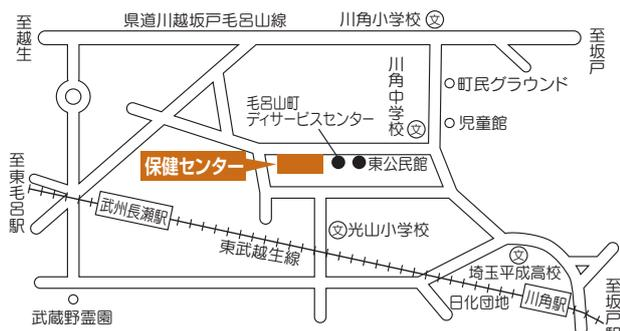 県道川越坂戸毛呂山線
川角小学校
文
至越生
至坂戸
川角中学校
文
町民グラウンド
毛呂山町
デイサービスセンター
児童館
保健センター
東公民館
至東毛呂駅
武州長瀬駅
東武越生線
文光山小学校
文
埼玉平成高校
日化団地
川角駅
至坂戸駅
武蔵野霊園